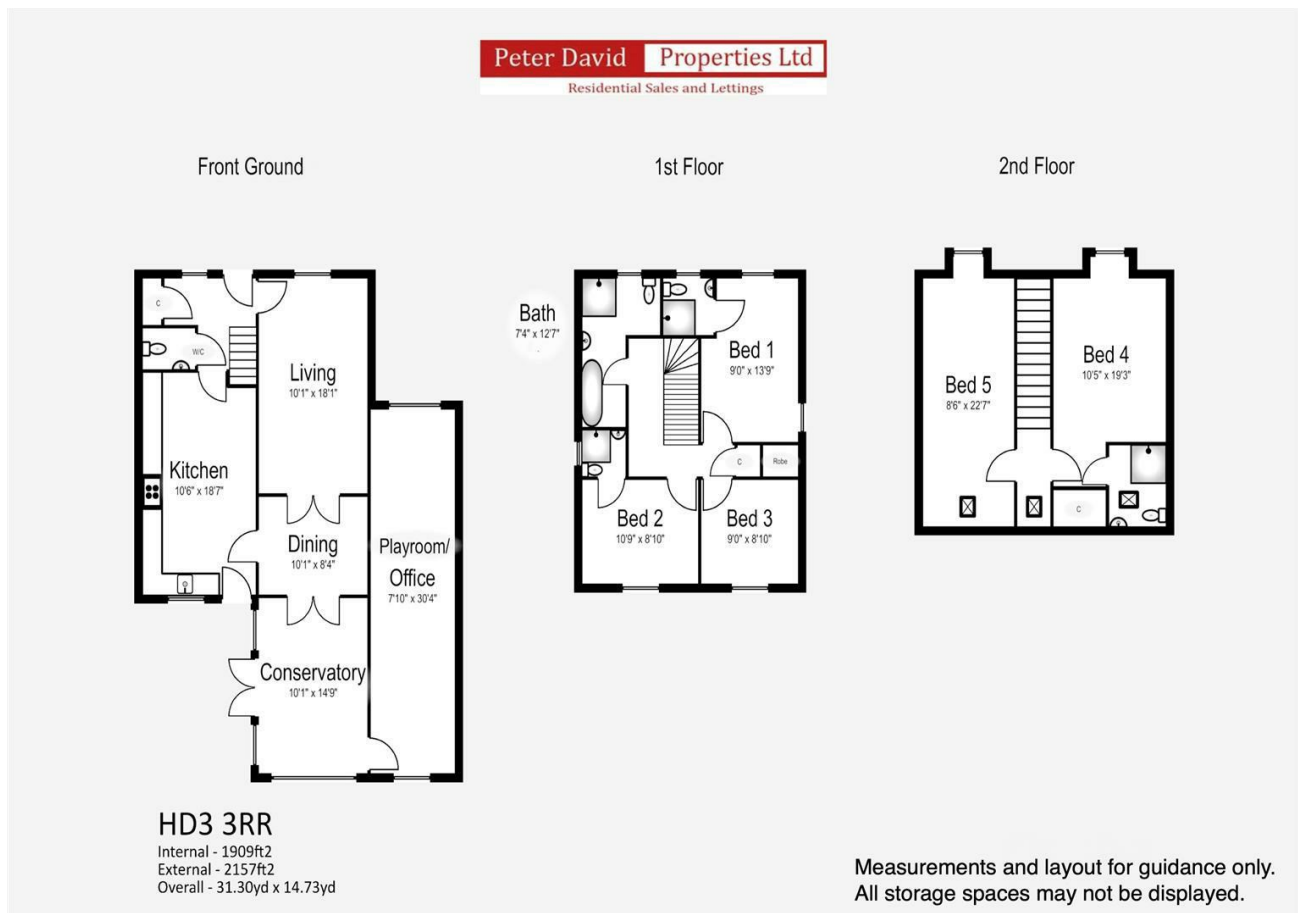 Peter David Properties Ltd
Residential Sales and Lettings
Front Ground
1st Floor
2nd Floor
C
W/C
Living
10'1" x 18'1"
Kitchen
10'6" x 18'7"
Dining
10'1" x 8'4"
Playroom/
Office
7'10" x 30'4"
Conservatory
10'1" x 14'9"
Bath
7'4" x 12'7"
Bed 1
9'0" x 13'9"
C
Robe
Bed 2
10'9" x 8'10"
Bed 3
9'0" x 8'10"
Bed 5
8'6" x 22'7"
Bed 4
10'5" x 19'3"
C
HD3 3RR
Internal - 1909ft2
External - 2157ft2
Overall - 31.30yd x 14.73yd
Measurements and layout for guidance only.
All storage spaces may not be displayed.